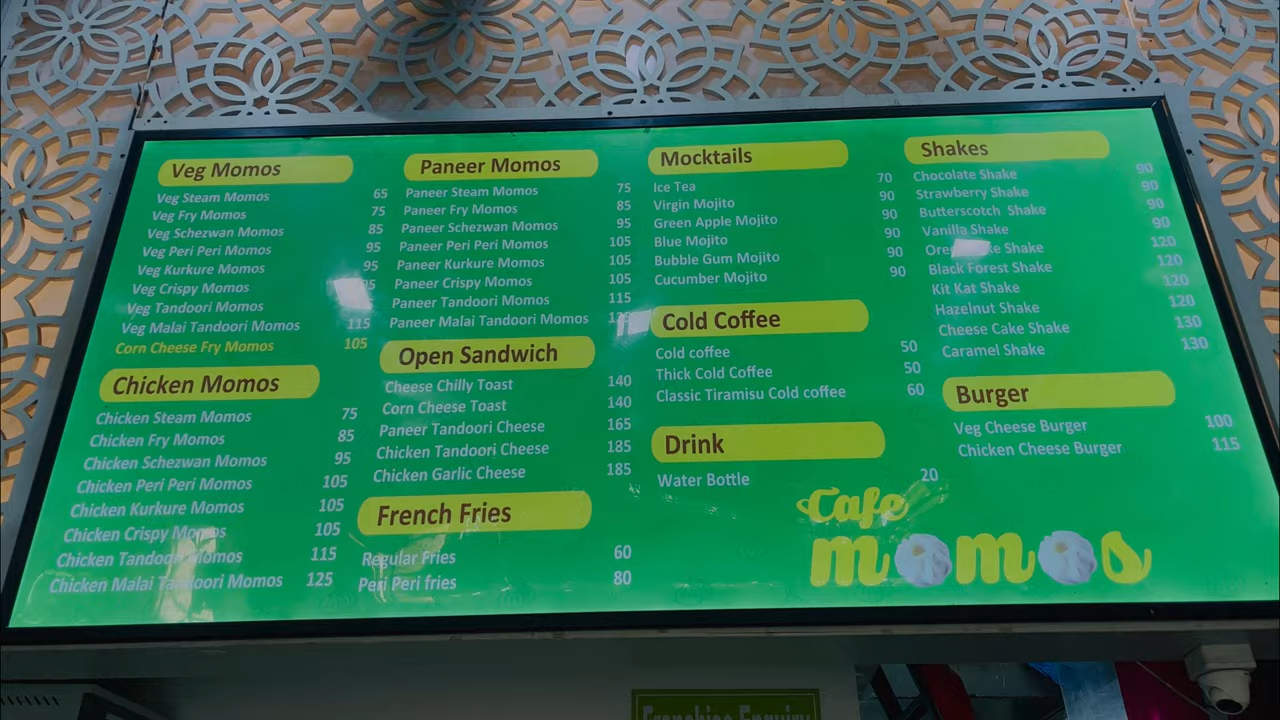 Veg Momos
Veg Steam Momos 65
Veg Fry Momos 75
Veg Schezwan Momos 85
Veg Peri Peri Momos 95
Veg Kurkure Momos 95
Veg Crispy Momos
Veg Tandoori Momos
Veg Malai Tandoori Momos 115
Corn Cheese Fry Momos 105
Chicken Momos
Chicken Steam Momos 75
Chicken Fry Momos 85
Chicken Schezwan Momos 95
Chicken Peri Peri Momos 105
Chicken Kurkure Momos 105
Chicken Crispy Momos 105
Chicken Tandoori Momos 115
Chicken Malai Tandoori Momos 125
Paneer Momos
Paneer Steam Momos 75
Paneer Fry Momos 85
Paneer Schezwan Momos 95
Paneer Peri Peri Momos 105
Paneer Kurkure Momos 105
Paneer Crispy Momos 105
Paneer Tandoori Momos 115
Paneer Malai Tandoori Momos
Open Sandwich
Cheese Chilly Toast 140
Corn Cheese Toast 140
Paneer Tandoori Cheese 165
Chicken Tandoori Cheese 185
Chicken Garlic Cheese 185
French Fries
Regular Fries 60
Peri Peri fries 80
Mocktails
Ice Tea 70
Virgin Mojito 90
Green Apple Mojito 90
Blue Mojito 90
Bubble Gum Mojito 90
Cucumber Mojito 90
Cold Coffee
Cold coffee 50
Thick Cold Coffee 50
Classic Tiramisu Cold coffee 60
Drink
Water Bottle 20
Shakes
Chocolate Shake 90
Strawberry Shake 90
Butterscotch Shake 90
Vanilla Shake 90
Shake 120
Black Forest Shake 120
Kit Kat Shake 120
Hazelnut Shake 120
Cheese Cake Shake 130
Caramel Shake 130
Burger
Veg Cheese Burger 100
Chicken Cheese Burger 115
Cafe
momos
Franchise Enquiry